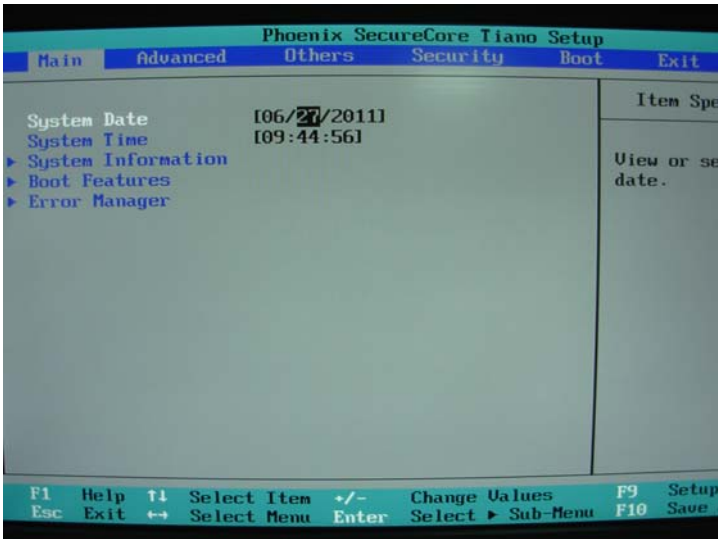 Phoenix SecureCore Tiano Setup
Main Advanced Others Security Boot Exit
Item Spe
System Date [06/27/2011]
System Time [09:44:56]
▶ System Information
▶ Boot Features
▶ Error Manager
View or se
date.
F1 Help ↑↓ Select Item +/- Change Values F9 Setup
Esc Exit ↔ Select Menu Enter Select ▶ Sub-Menu F10 Save